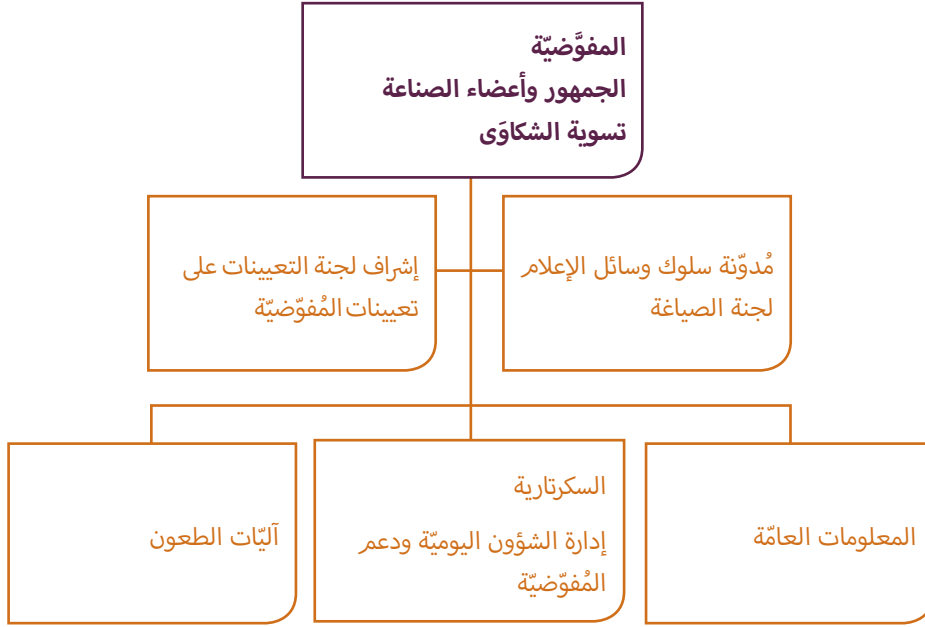 المفوَّضيّة
الجمهور وأعضاء الصناعة
تسوية الشكاوَى
مُدوّنة سلوك وسائل الإعلام
لجنة الصياغة
إشراف لجنة التعيينات على
تعيينات المُفوّضيّة
المعلومات العامّة
السكرتارية
إدارة الشؤون اليوميّة ودعم
المُفوّضيّة
آليّات الطعون